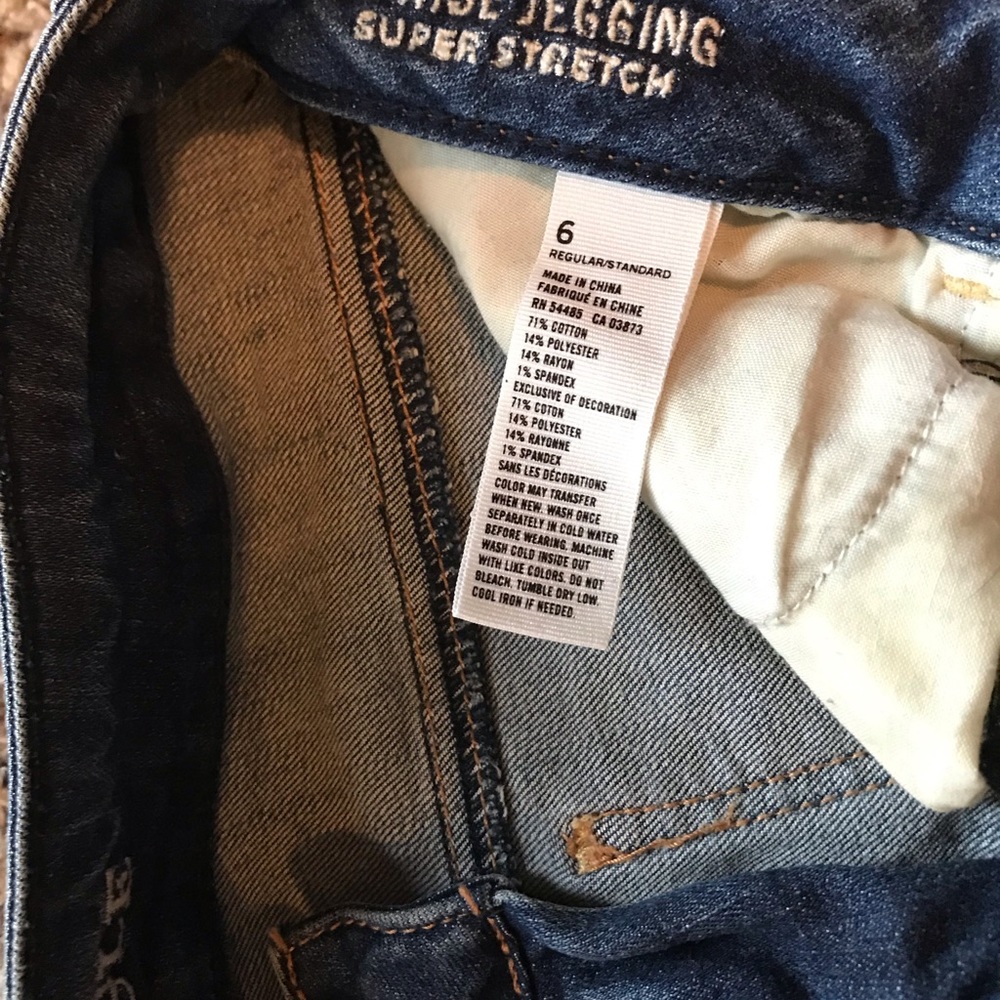 JEGGING
SUPER STRETCH
6
REGULAR/STANDARD
MADE IN CHINA
FABRIQUÉ EN CHINE
RN 54485 CA 03873
71% COTTON
14% POLYESTER
14% RAYON
1% SPANDEX
EXCLUSIVE OF DECORATION
71% COTON
14% POLYESTER
14% RAYONNE
1% SPANDEX
SANS LES DÉCORATIONS
COLOR MAY TRANSFER
WHEN NEW. WASH ONCE
SEPARATELY IN COLD WATER
BEFORE WEARING. MACHINE
WASH COLD INSIDE OUT
WITH LIKE COLORS. DO NOT
BLEACH. TUMBLE DRY LOW.
COOL IRON IF NEEDED.